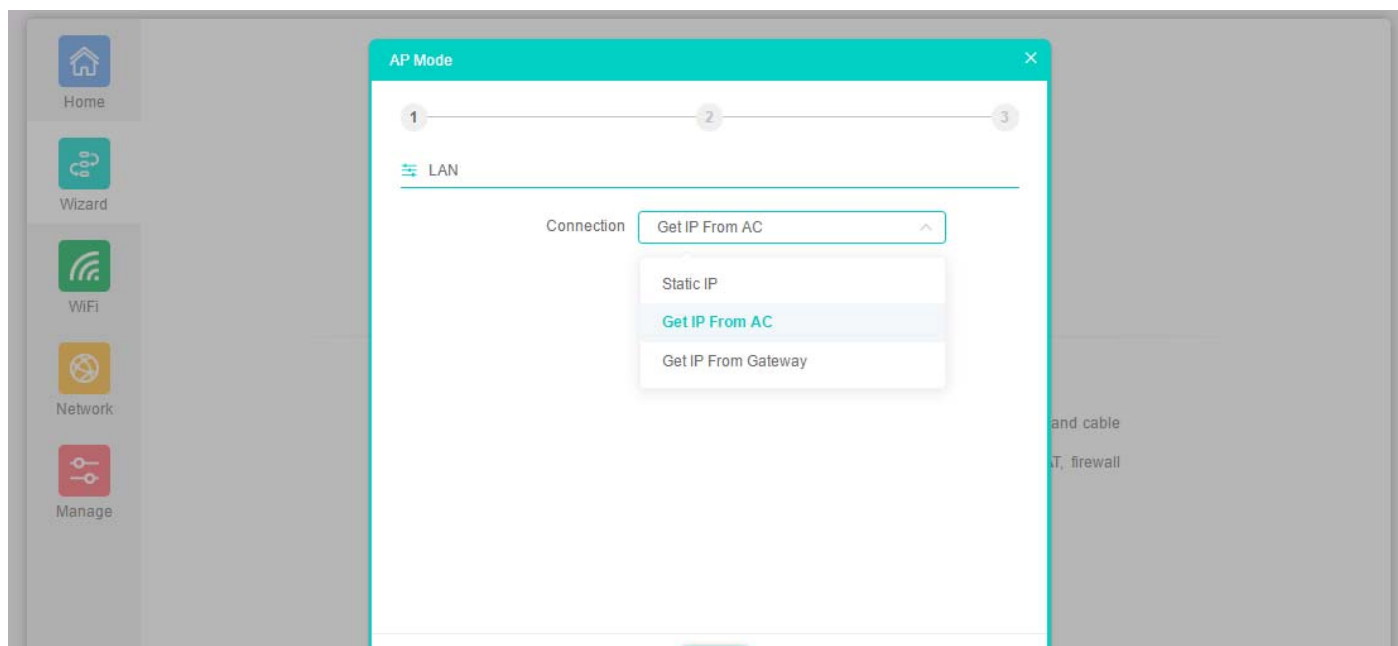 Home
Wizard
WiFi
Network
Manage
AP Mode
1 2 3
LAN
Connection Get IP From AC
Static IP
Get IP From AC
Get IP From Gateway
and cable
firewall